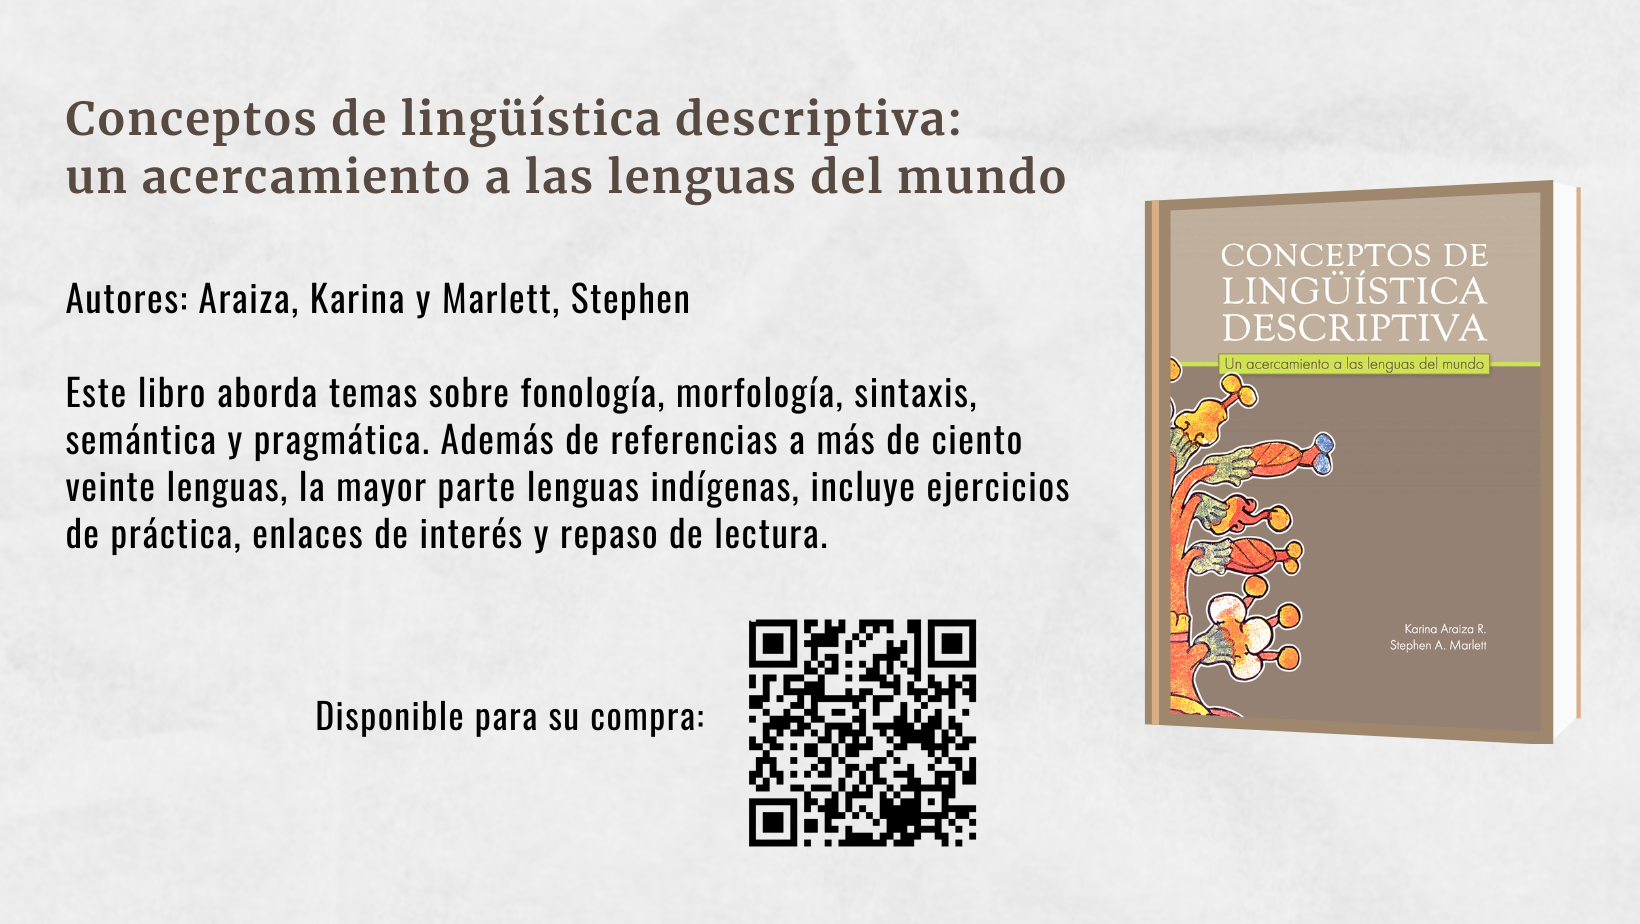 Conceptos de lingüística descriptiva:
un acercamiento a las lenguas del mundo
Autores: Araiza, Karina y Marlett, Stephen
Este libro aborda temas sobre fonología, morfología, sintaxis,
semántica y pragmática. Además de referencias a más de ciento
veinte lenguas, la mayor parte lenguas indígenas, incluye ejercicios
de práctica, enlaces de interés y repaso de lectura.
Disponible para su compra:
CONCEPTOS DE
LINGÜÍSTICA
DESCRIPTIVA
Un acercamiento a las lenguas del mundo
Karina Araiza R.
Stephen A. Marlett